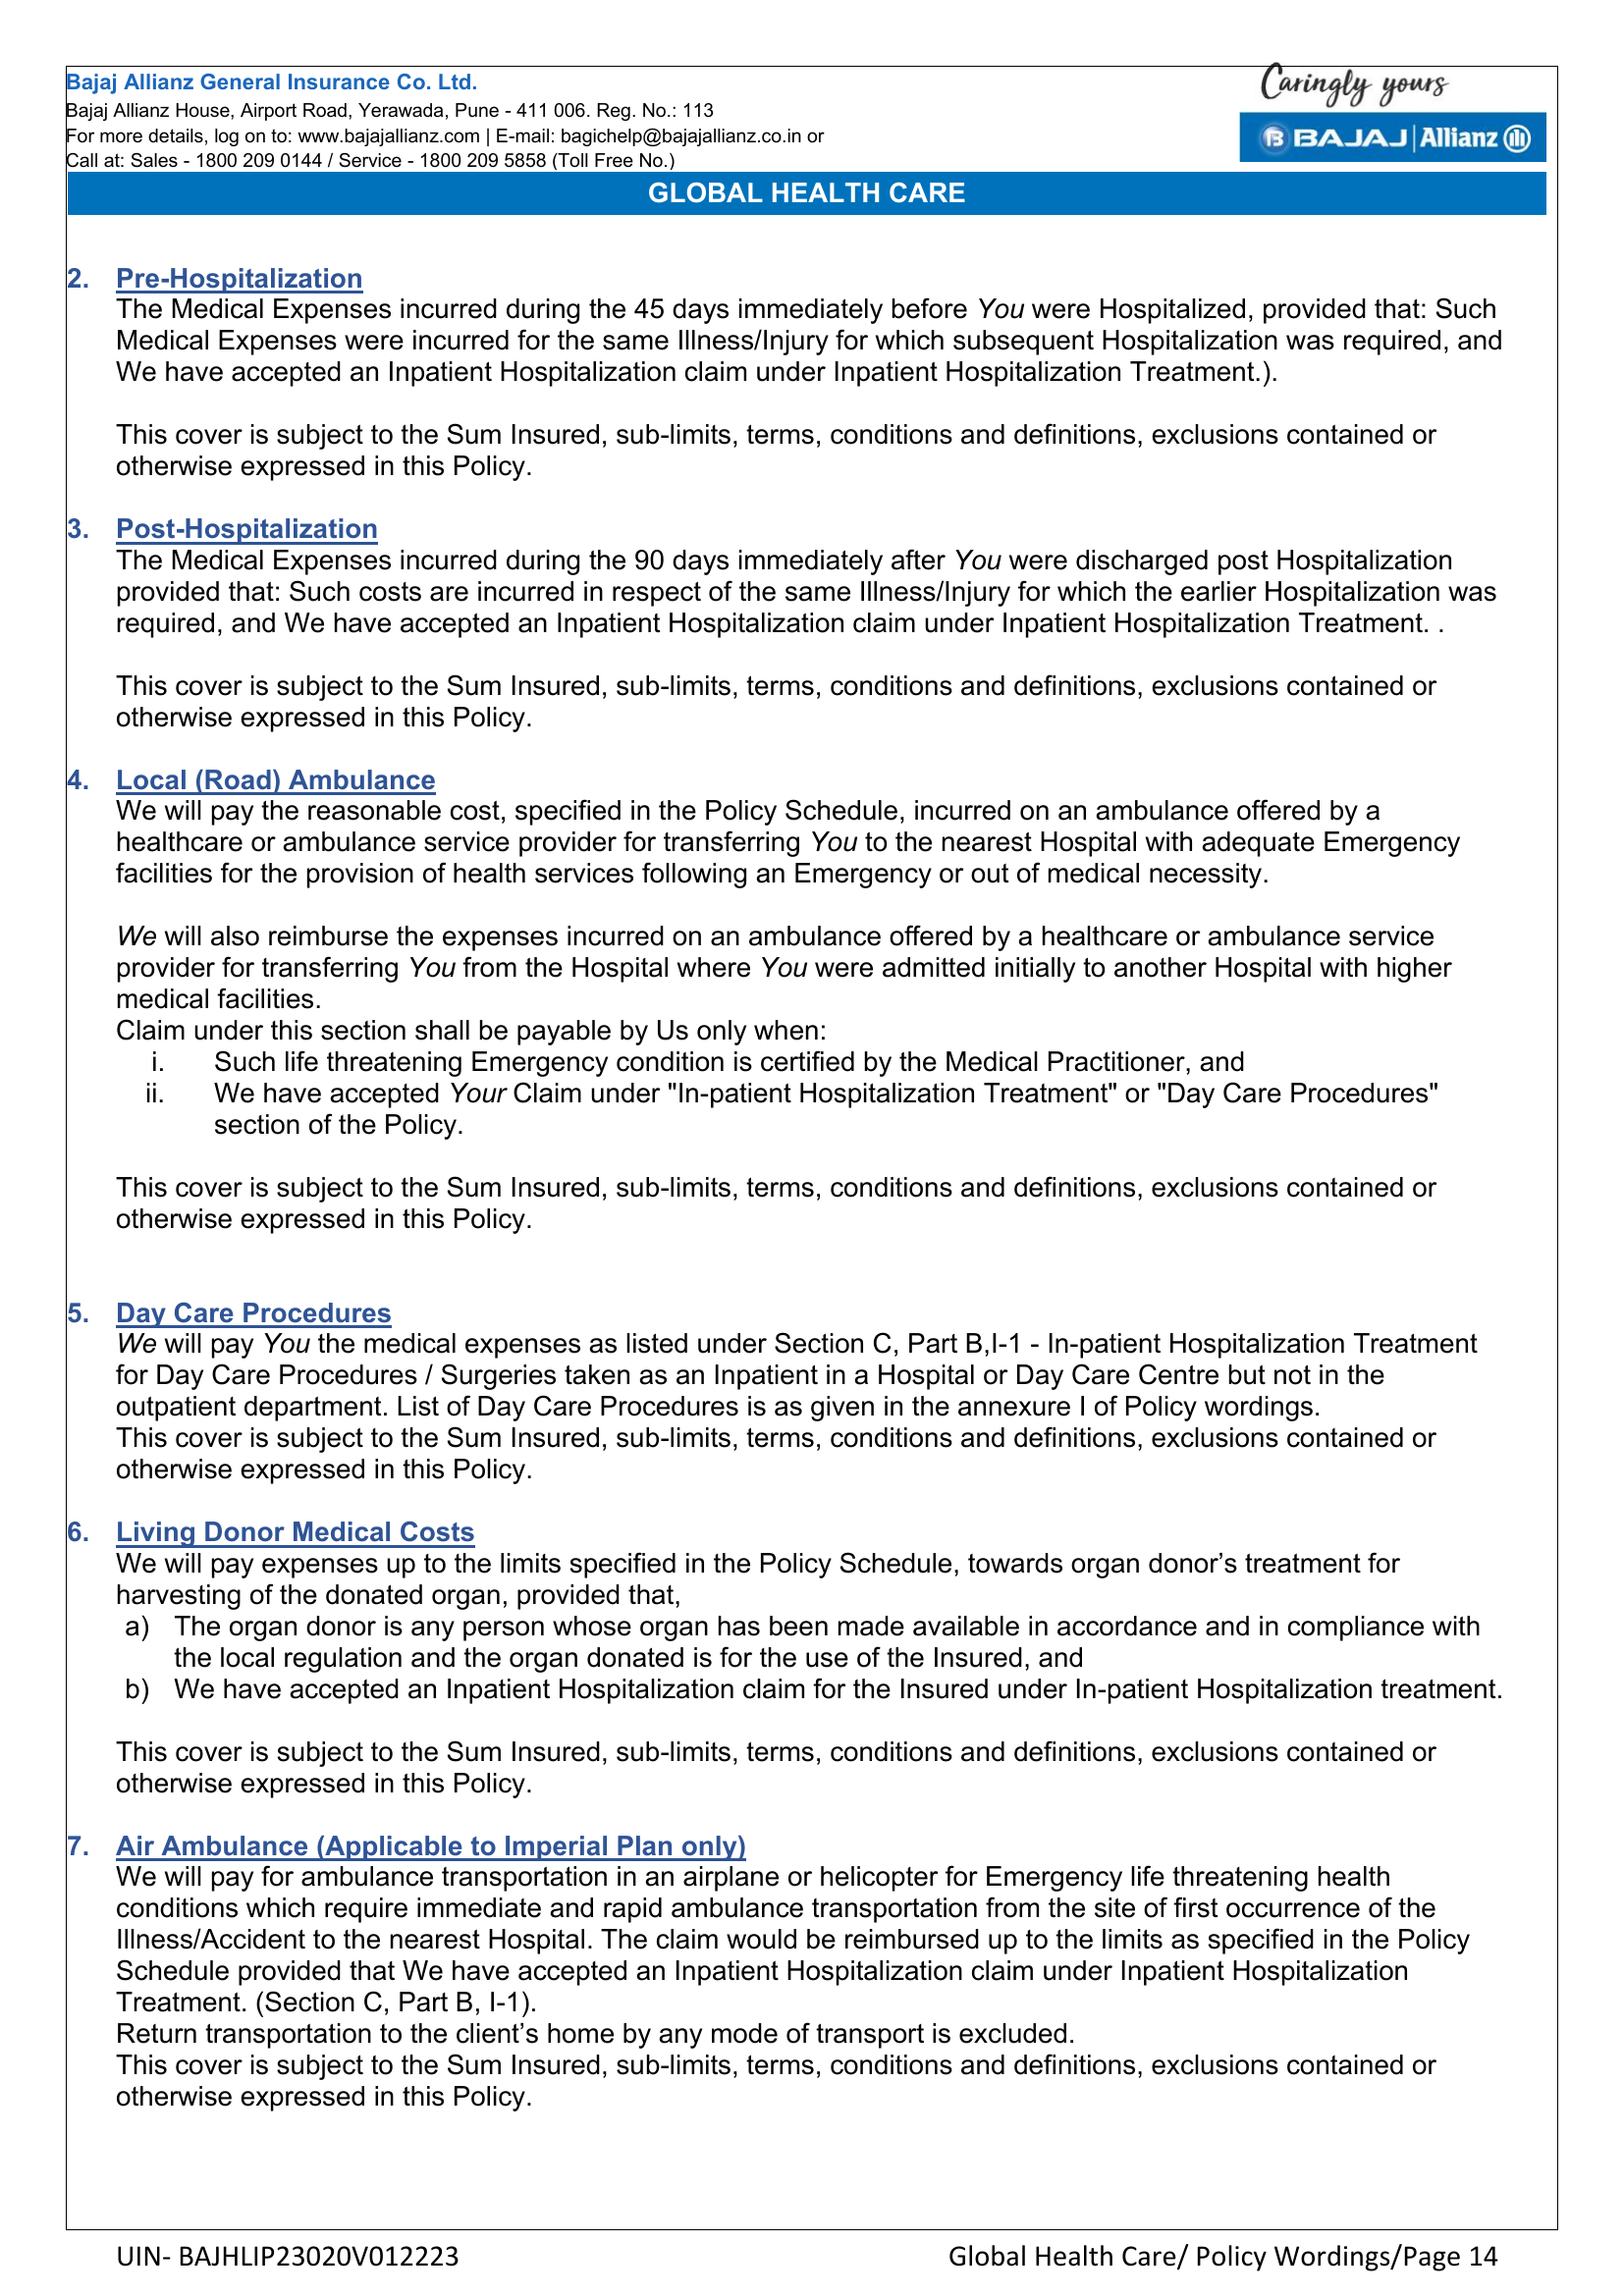 Bajaj Allianz General Insurance Co. Ltd.
Bajaj Allianz House, Airport Road, Yerawada, Pune - 411 006. Reg. No.: 113
For more details, log on to: www.bajajallianz.com | E-mail: bagichelp@bajajallianz.co.in or
Call at: Sales - 1800 209 0144 / Service - 1800 209 5858 (Toll Free No.)
Caringly yours
B BAJAJ | Allianz
GLOBAL HEALTH CARE
2. Pre-Hospitalization
The Medical Expenses incurred during the 45 days immediately before You were Hospitalized, provided that: Such
Medical Expenses were incurred for the same Illness/Injury for which subsequent Hospitalization was required, and
We have accepted an Inpatient Hospitalization claim under Inpatient Hospitalization Treatment.).
This cover is subject to the Sum Insured, sub-limits, terms, conditions and definitions, exclusions contained or
otherwise expressed in this Policy.
3. Post-Hospitalization
The Medical Expenses incurred during the 90 days immediately after You were discharged post Hospitalization
provided that: Such costs are incurred in respect of the same Illness/Injury for which the earlier Hospitalization was
required, and We have accepted an Inpatient Hospitalization claim under Inpatient Hospitalization Treatment. .
This cover is subject to the Sum Insured, sub-limits, terms, conditions and definitions, exclusions contained or
otherwise expressed in this Policy.
4. Local (Road) Ambulance
We will pay the reasonable cost, specified in the Policy Schedule, incurred on an ambulance offered by a
healthcare or ambulance service provider for transferring You to the nearest Hospital with adequate Emergency
facilities for the provision of health services following an Emergency or out of medical necessity.
We will also reimburse the expenses incurred on an ambulance offered by a healthcare or ambulance service
provider for transferring You from the Hospital where You were admitted initially to another Hospital with higher
medical facilities.
Claim under this section shall be payable by Us only when:
i. Such life threatening Emergency condition is certified by the Medical Practitioner, and
ii. We have accepted Your Claim under "In-patient Hospitalization Treatment" or "Day Care Procedures"
section of the Policy.
This cover is subject to the Sum Insured, sub-limits, terms, conditions and definitions, exclusions contained or
otherwise expressed in this Policy.
5. Day Care Procedures
We will pay You the medical expenses as listed under Section C, Part B,I-1 - In-patient Hospitalization Treatment
for Day Care Procedures / Surgeries taken as an Inpatient in a Hospital or Day Care Centre but not in the
outpatient department. List of Day Care Procedures is as given in the annexure I of Policy wordings.
This cover is subject to the Sum Insured, sub-limits, terms, conditions and definitions, exclusions contained or
otherwise expressed in this Policy.
6. Living Donor Medical Costs
We will pay expenses up to the limits specified in the Policy Schedule, towards organ donor’s treatment for
harvesting of the donated organ, provided that,
a) The organ donor is any person whose organ has been made available in accordance and in compliance with
the local regulation and the organ donated is for the use of the Insured, and
b) We have accepted an Inpatient Hospitalization claim for the Insured under In-patient Hospitalization treatment.
This cover is subject to the Sum Insured, sub-limits, terms, conditions and definitions, exclusions contained or
otherwise expressed in this Policy.
7. Air Ambulance (Applicable to Imperial Plan only)
We will pay for ambulance transportation in an airplane or helicopter for Emergency life threatening health
conditions which require immediate and rapid ambulance transportation from the site of first occurrence of the
Illness/Accident to the nearest Hospital. The claim would be reimbursed up to the limits as specified in the Policy
Schedule provided that We have accepted an Inpatient Hospitalization claim under Inpatient Hospitalization
Treatment. (Section C, Part B, I-1).
Return transportation to the client’s home by any mode of transport is excluded.
This cover is subject to the Sum Insured, sub-limits, terms, conditions and definitions, exclusions contained or
otherwise expressed in this Policy.
UIN- BAJHLIP23020V012223
Global Health Care/ Policy Wordings/Page 14